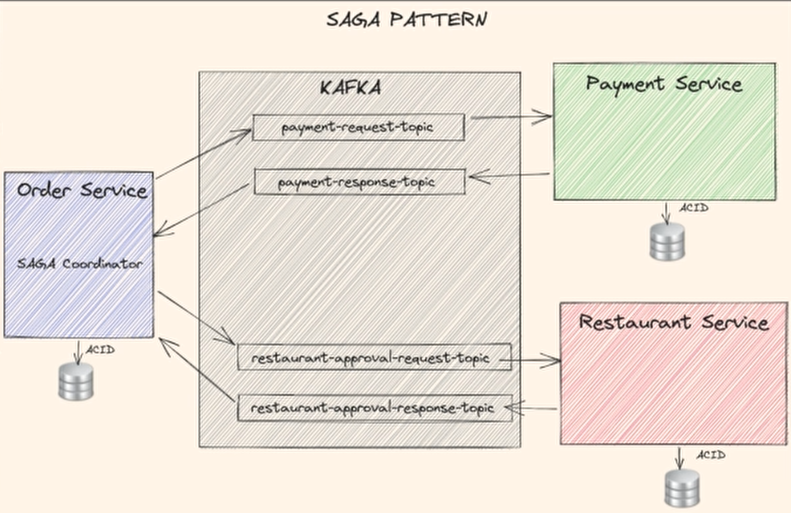 SAGA PATTERN
KAFKA
Payment Service
payment-request-topic
payment-response-topic
Order Service
SAGA Coordinator
ACID
ACID
Restaurant Service
restaurant-approval-request-topic
restaurant-approval-response-topic
ACID